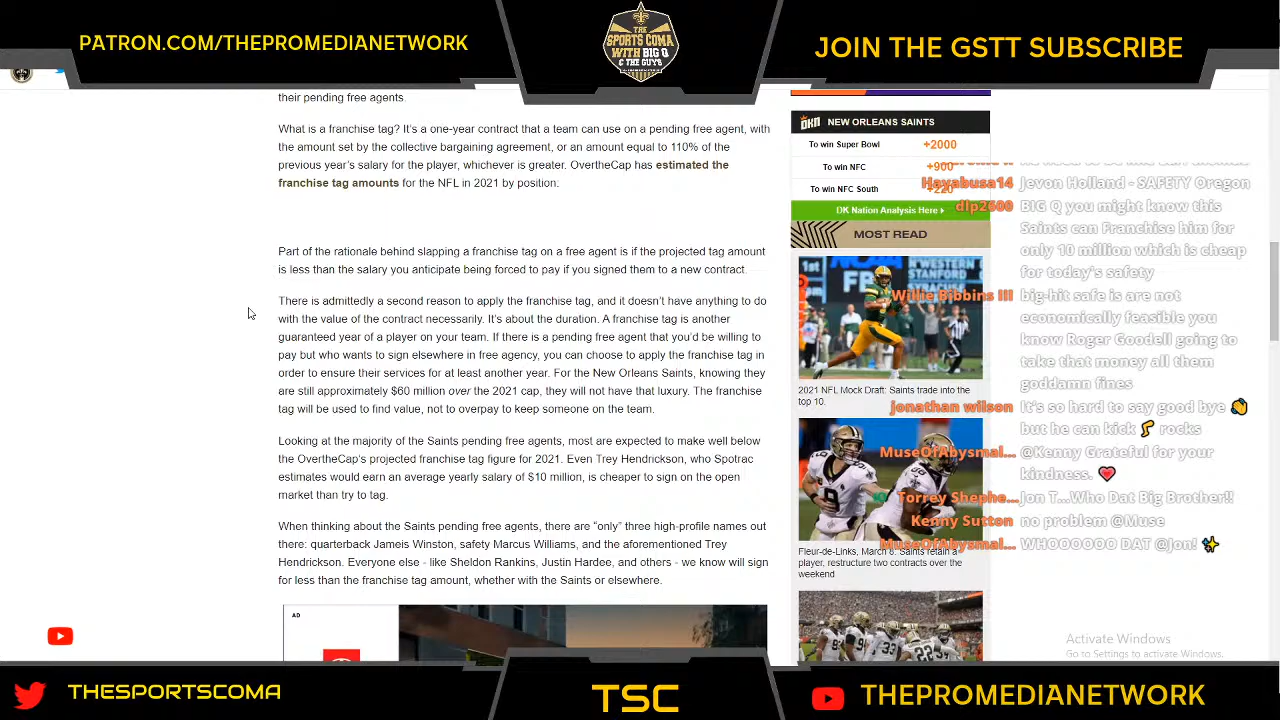 PATRON.COM/THEPROMEDIANETWORK
THE
SPORTS COMA
WITH BIG Q
& THE GUYS
JOIN THE GSTT SUBSCRIBE
their pending free agents.
What is a franchise tag? It's a one-year contract that a team can use on a pending free agent, with
the amount set by the collective bargaining agreement, or an amount equal to 110% of the
previous year's salary for the player, whichever is greater. OvertheCap has estimated the
franchise tag amounts for the NFL in 2021 by position:
Part of the rationale behind slapping a franchise tag on a free agent is if the projected tag amount
is less than the salary you anticipate being forced to pay if you signed them to a new contract.
There is admittedly a second reason to apply the franchise tag, and it doesn't have anything to do
with the value of the contract necessarily. It's about the duration. A franchise tag is another
guaranteed year of a player on your team. If there is a pending free agent that you'd be willing to
pay but who wants to sign elsewhere in free agency, you can choose to apply the franchise tag in
order to ensure their services for at least another year. For the New Orleans Saints, knowing they
are still approximately $60 million over the 2021 cap, they will not have that luxury. The franchise
tag will be used to find value, not to overpay to keep someone on the team.
Looking at the majority of the Saints pending free agents, most are expected to make well below
the OvertheCap's projected franchise tag figure for 2021. Even Trey Hendrickson, who Spotrac
estimates would earn an average yearly salary of $10 million, is cheaper to sign on the open
market than try to tag.
When thinking about the Saints pending free agents, there are "only" three high-profile names out
there: quarterback Jameis Winston, safety Marcus Williams, and the aforementioned Trey
Hendrickson. Everyone else - like Sheldon Rankins, Justin Hardee, and others - we know will sign
for less than the franchise tag amount, whether with the Saints or elsewhere.
AD
DKN NEW ORLEANS SAINTS
To win Super Bowl +2000
To win NFC +900
To win NFC South +220
DK Nation Analysis Here
MOST READ
2021 NFL Mock Draft: Saints trade into the
top 10.
Fleur-de-Links, March 8: Saints retain a
player, restructure two contracts over the
weekend
Hayabusa14 Jevon Holland - SAFETY Oregon
dlp2600 BIG Q you might know this
Saints can Franchise him for
only 10 million which is cheap
for today's safety
Willie Bibbins III big-hit safe is are not
economically feasible you
know Roger Goodell going to
take that money all them
goddamn fines
jonathan wilson It's so hard to say good bye 👋
but he can kick 🦵 rocks
MuseOfAbysmal... @Kenny Grateful for your
kindness. ❤️
Torrey Shephe... Jon T...Who Dat Big Brother!!
Kenny Sutton no problem @Muse
MuseOfAbysmal... WHOOOOOO DAT @Jon! ✨
Activate Windows
Go to Settings to activate Windows.
THESPORTSCOMA
TSC
THEPROMEDIANETWORK